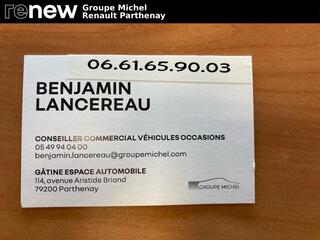 renew
Groupe Michel
Renault Parthenay
06.61.65.90.03
BENJAMIN
LANCEREAU
CONSEILLER COMMERCIAL VÉHICULES OCCASIONS
05 49 94 04 00
benjamin.lancereau@groupemichel.com
GÂTINE ESPACE AUTOMOBILE
114, avenue Aristide Briand
79200 Parthenay
GROUPE MICHEL